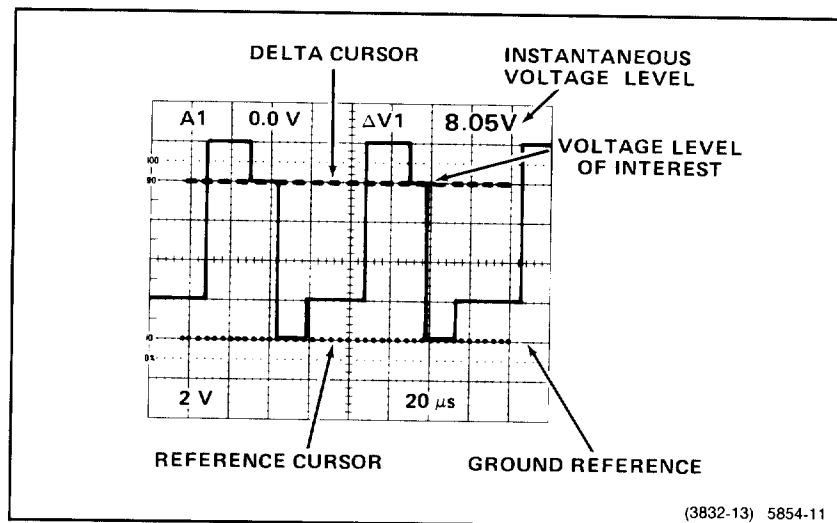 DELTA CURSOR
INSTANTANEOUS
VOLTAGE LEVEL
A1 0.0 V ΔV1 8.05V
VOLTAGE LEVEL
OF INTEREST
100
90
0%
2 V 20 μs
REFERENCE CURSOR
GROUND REFERENCE
(3832-13) 5854-11